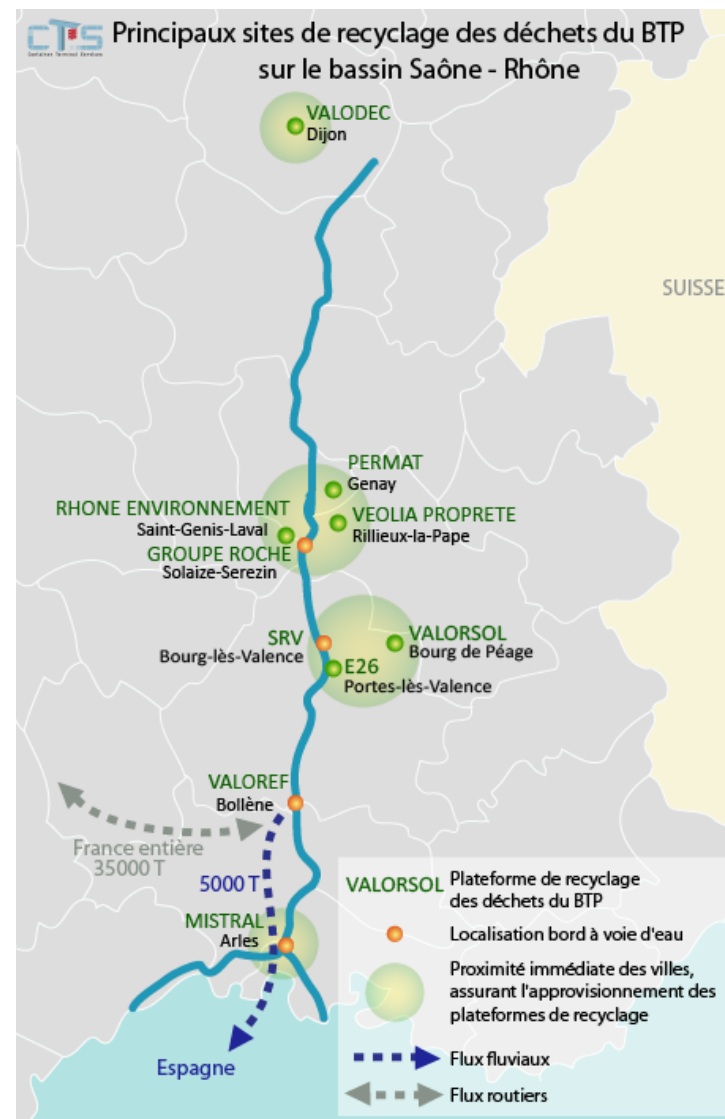 CTS
Container Terminal Services
Principaux sites de recyclage des déchets du BTP
sur le bassin Saône - Rhône
VALODEC
Dijon
SUISSE
PERMAT
Genay
RHONE ENVIRONNEMENT
Saint-Genis-Laval
VEOLIA PROPRETE
Rillieux-la-Pape
GROUPE ROCHE
Solaize-Serezin
SRV
Bourg-lès-Valence
VALORSOL
Bourg de Péage
E26
Portes-lès-Valence
VALOREF
Bollène
France entière
35000 T
5000 T
MISTRAL
Arles
Espagne
VALORSOL Plateforme de recyclage
des déchets du BTP
Localisation bord à voie d'eau
Proximité immédiate des villes,
assurant l'approvisionnement des
plateformes de recyclage
Flux fluviaux
Flux routiers